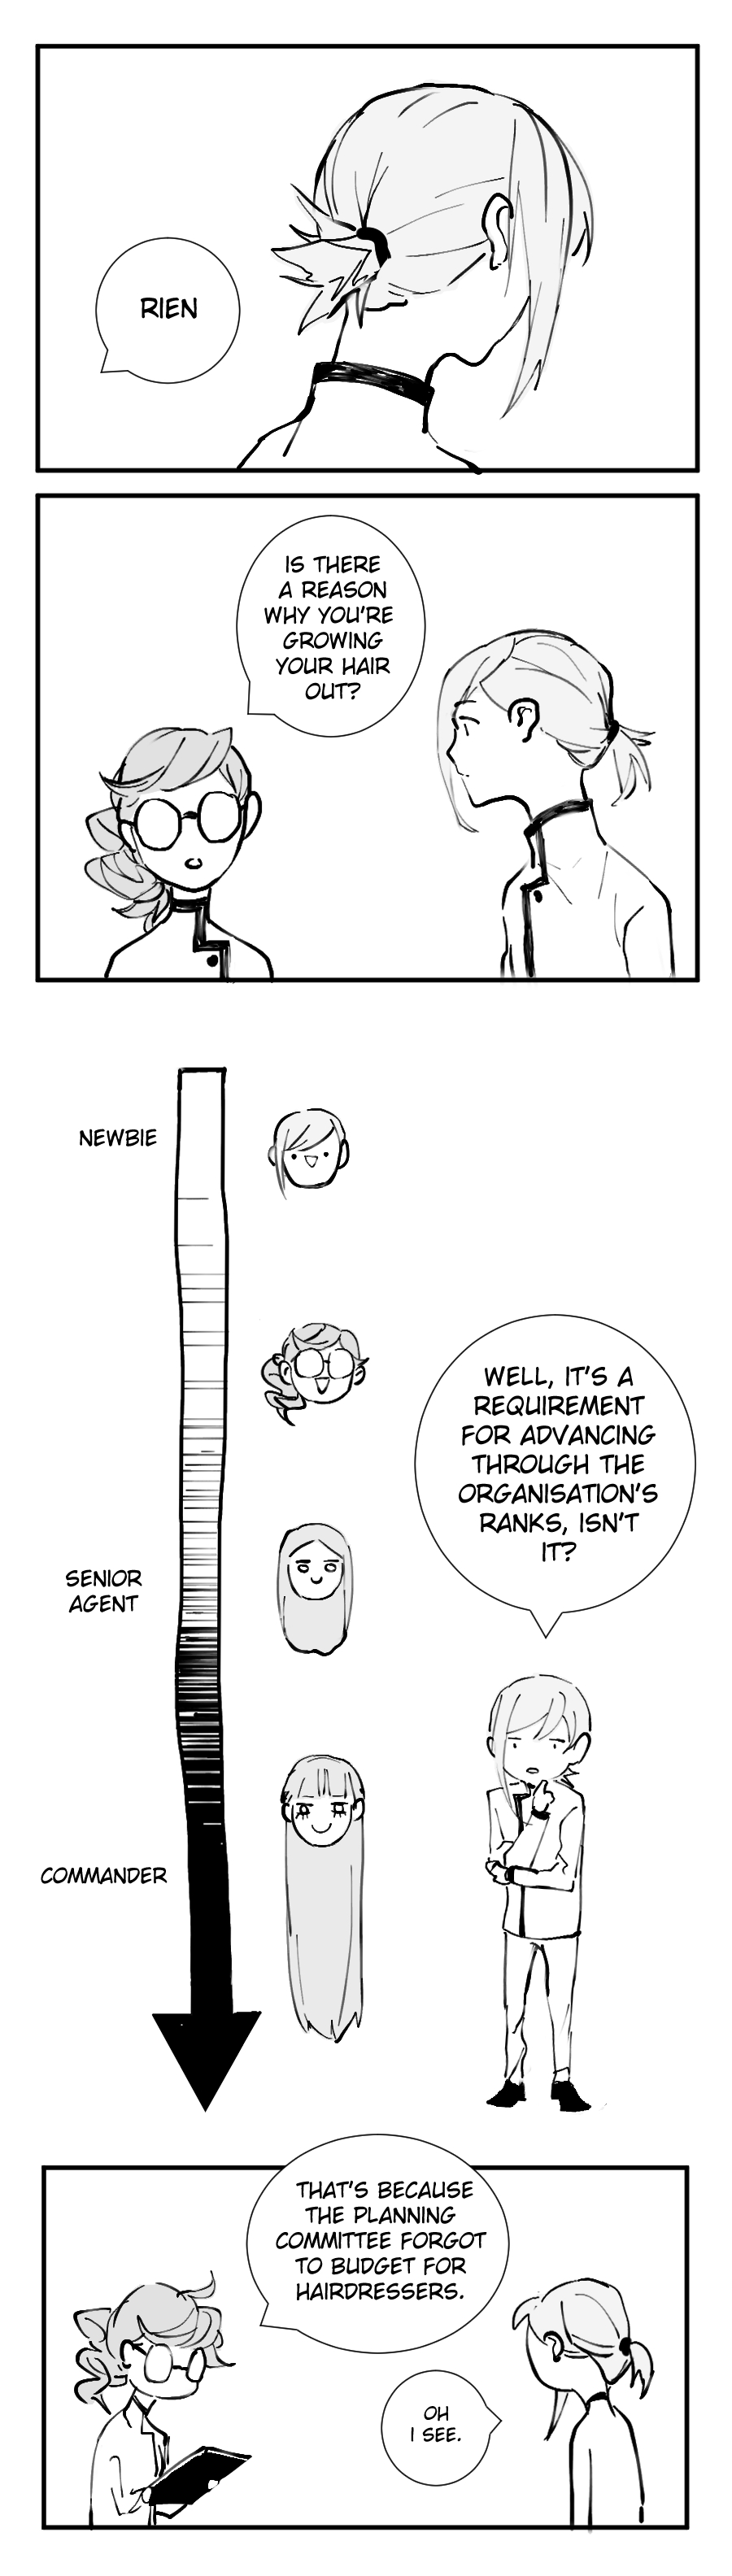 RIEN
IS THERE
A REASON
WHY YOU'RE
GROWING
YOUR HAIR
OUT?
NEWBIE
WELL, IT'S A
REQUIREMENT
FOR ADVANCING
THROUGH THE
ORGANISATION'S
RANKS, ISN'T
IT?
SENIOR
AGENT
COMMANDER
THAT'S BECAUSE
THE PLANNING
COMMITTEE FORGOT
TO BUDGET FOR
HAIRDRESSERS.
OH
I SEE.